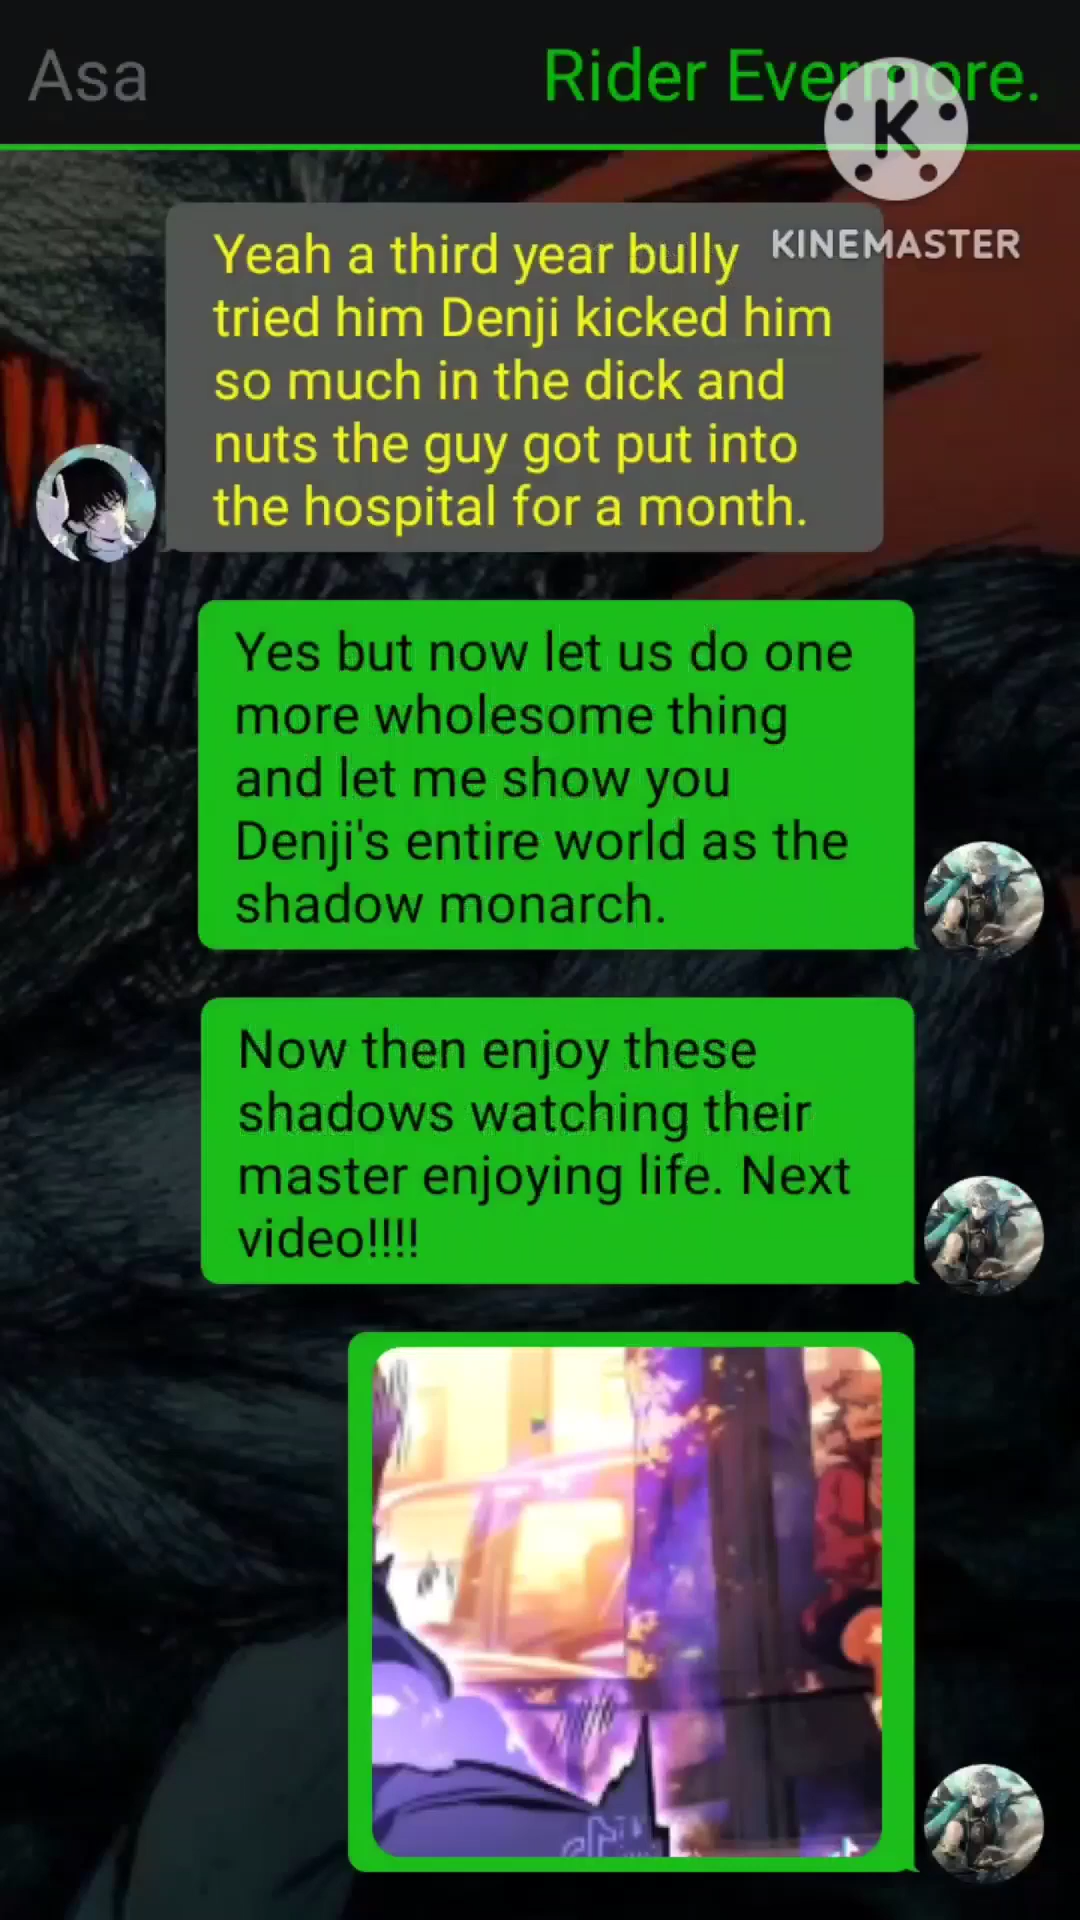 Asa
Rider Evermore.
K
KINEMASTER
Yeah a third year bully
tried him Denji kicked him
so much in the dick and
nuts the guy got put into
the hospital for a month.
Yes but now let us do one
more wholesome thing
and let me show you
Denji's entire world as the
shadow monarch.
Now then enjoy these
shadows watching their
master enjoying life. Next
video!!!!